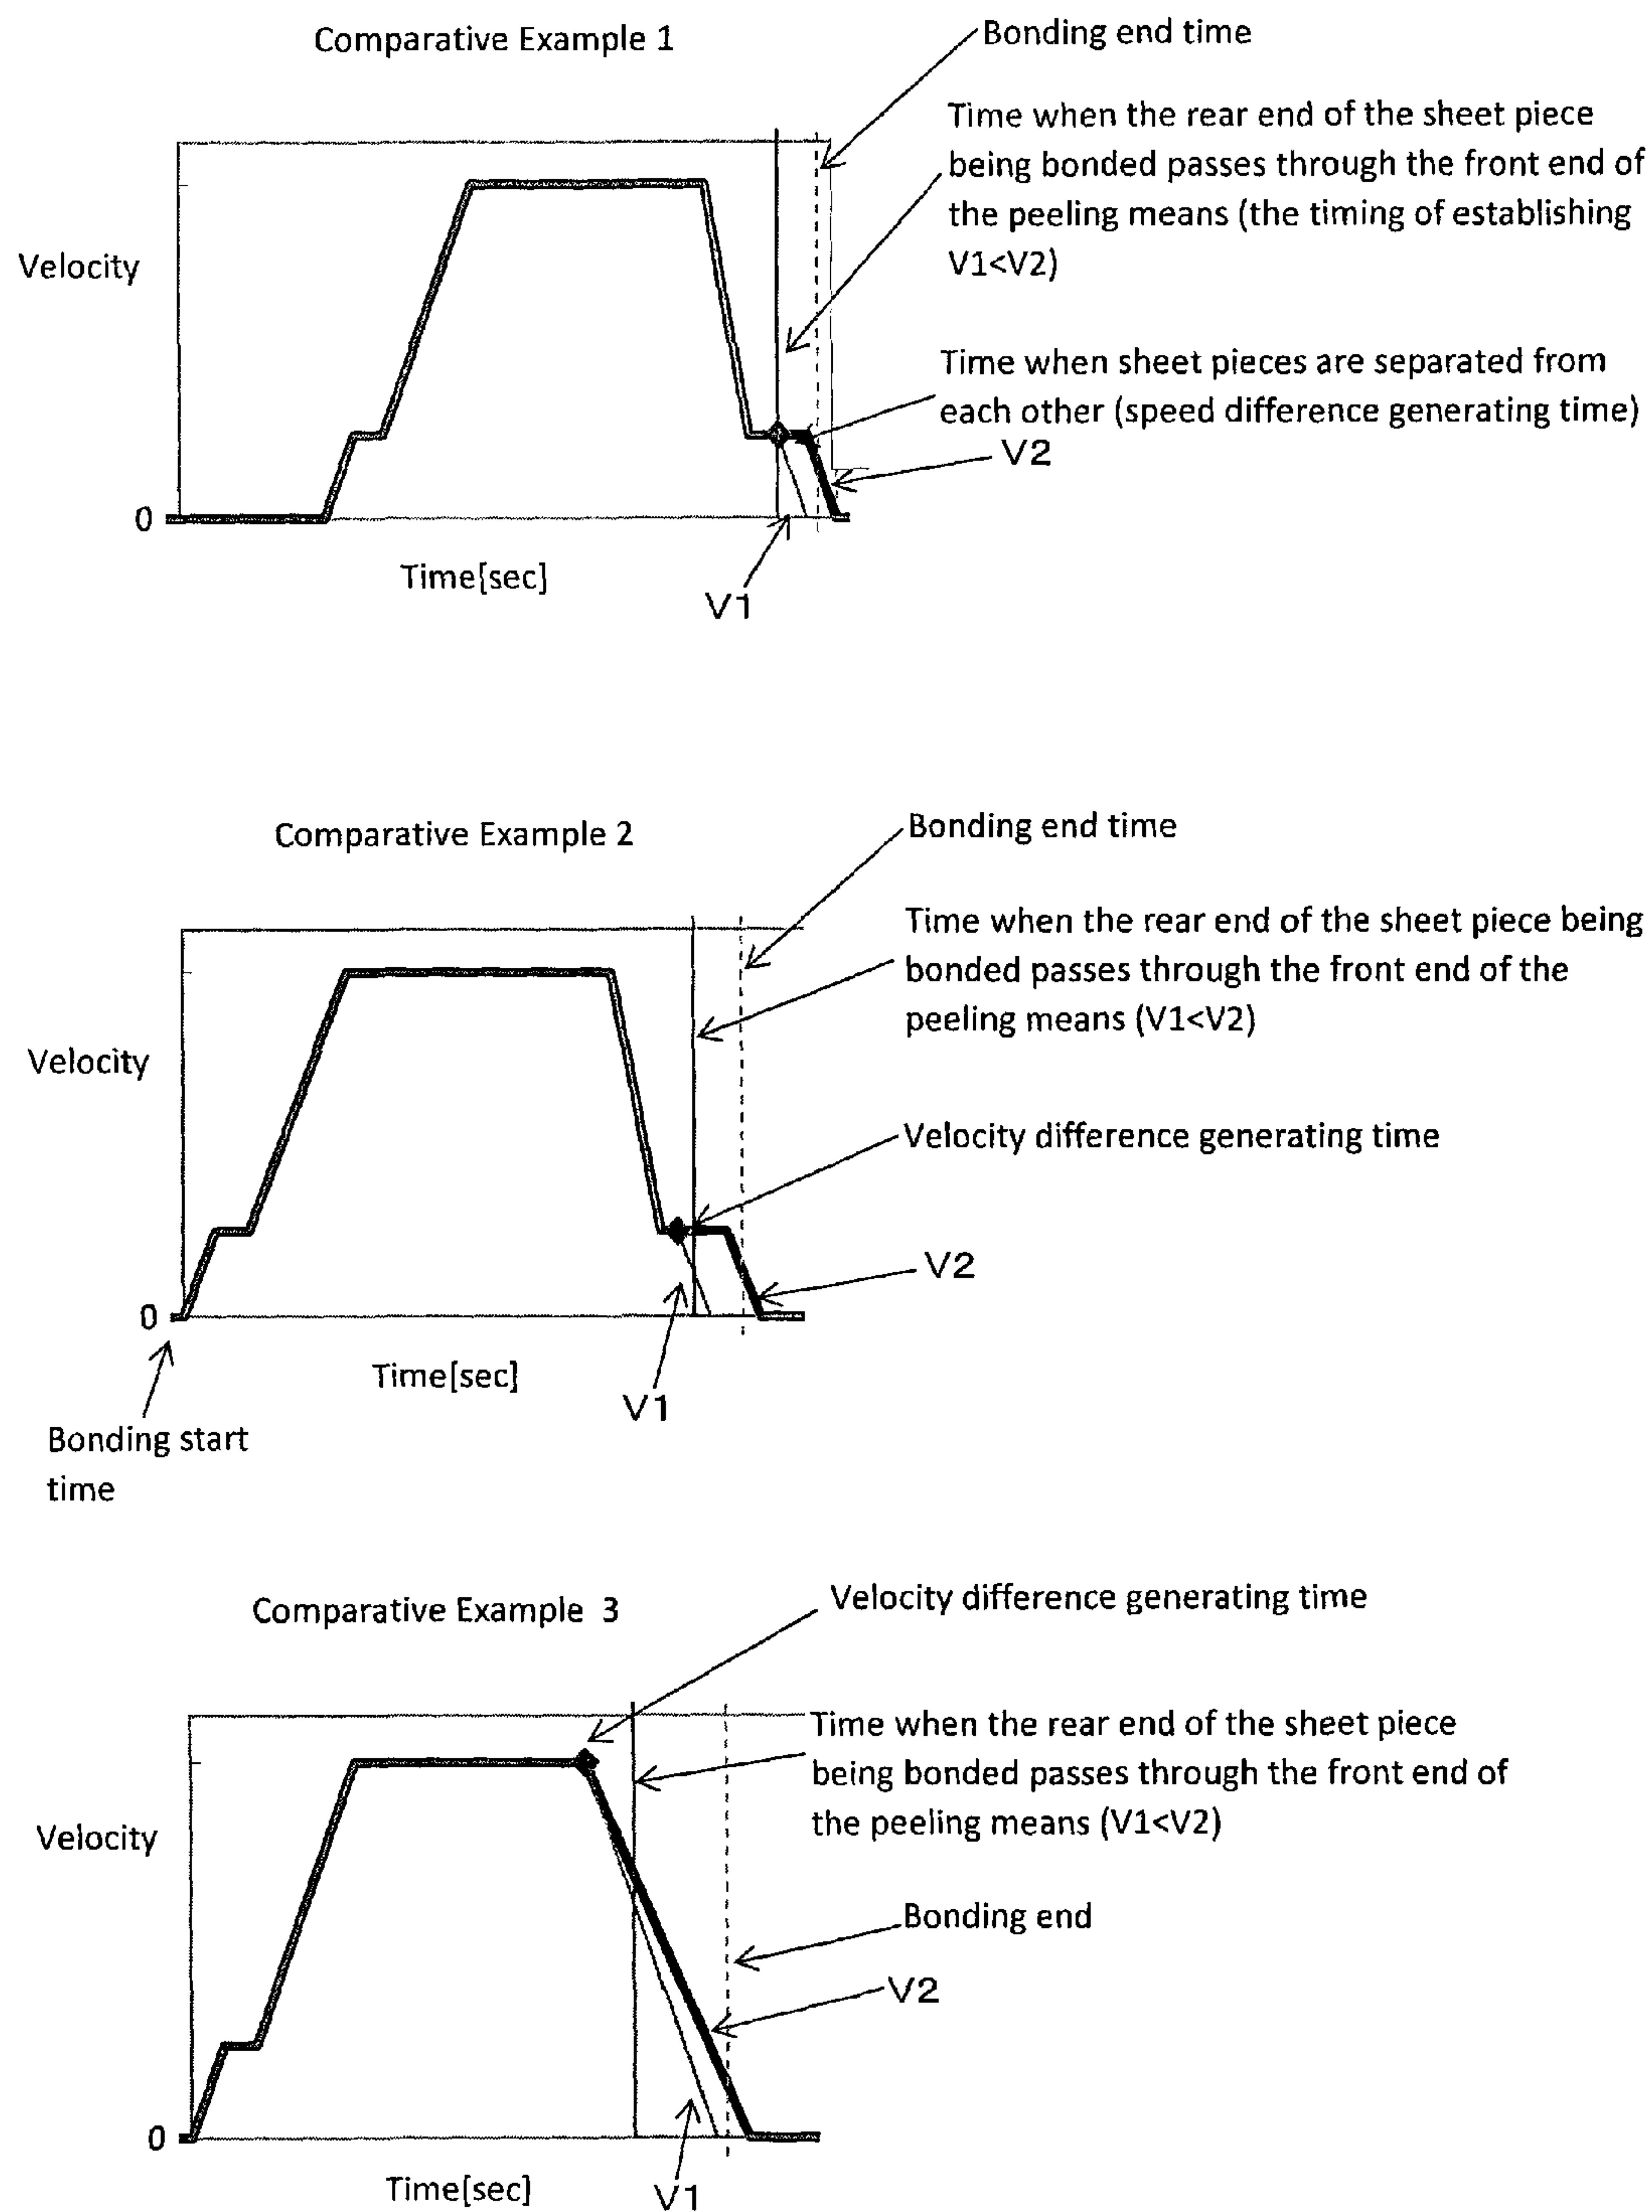 Comparative Example 1
Bonding end time
Time when the rear end of the sheet piece
being bonded passes through the front end of
the peeling means (the timing of establishing
V1<V2)
Velocity
Time when sheet pieces are separated from
each other (speed difference generating time)
V2
0
Time[sec]
V1
Comparative Example 2
Bonding end time
Time when the rear end of the sheet piece being
bonded passes through the front end of the
peeling means (V1<V2)
Velocity
Velocity difference generating time
V2
0
Time[sec]
V1
Bonding start
time
Comparative Example 3
Velocity difference generating time
Time when the rear end of the sheet piece
being bonded passes through the front end of
the peeling means (V1<V2)
Velocity
Bonding end
V2
0
Time[sec]
V1